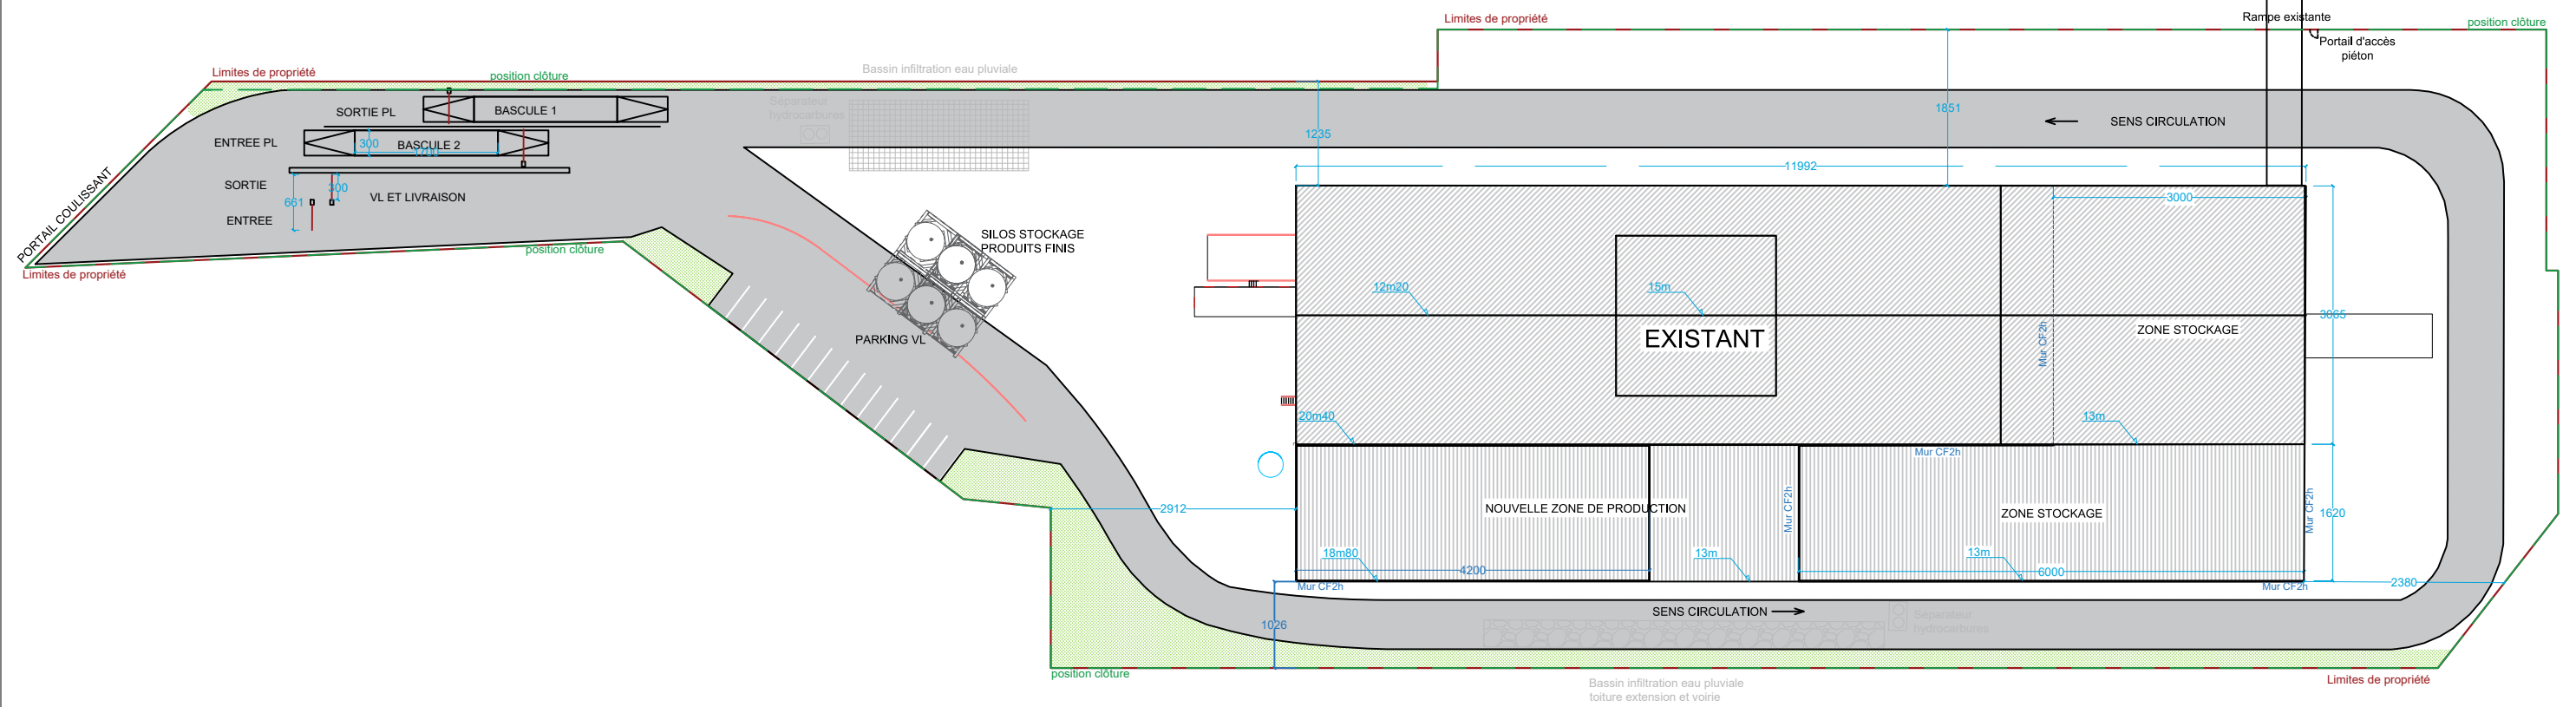 Rampe existante
Limites de propriété
position clôture
Portail d'accès
piéton
Limites de propriété
position clôture
Bassin infiltration eau pluviale
Séparateur
hydrocarbures
SORTIE PL
BASCULE 1
1235
1851
SENS CIRCULATION
ENTREE PL
300
BASCULE 2
1700
11992
PORTAIL COULISSANT
SORTIE
300
VL ET LIVRAISON
661
ENTREE
3000
SILOS STOCKAGE
PRODUITS FINIS
position clôture
Limites de propriété
12m20
15m
3065
PARKING VL
EXISTANT
Mur CF2h
ZONE STOCKAGE
20m40
13m
Mur CF2h
2912
NOUVELLE ZONE DE PRODUCTION
Mur CF2h
ZONE STOCKAGE
Mur CF2h
1620
18m80
13m
13m
4200
6000
Mur CF2h
Mur CF2h
2380
1026
SENS CIRCULATION
Séparateur
hydrocarbures
position clôture
Limites de propriété
Bassin infiltration eau pluviale
toiture extension et voirie